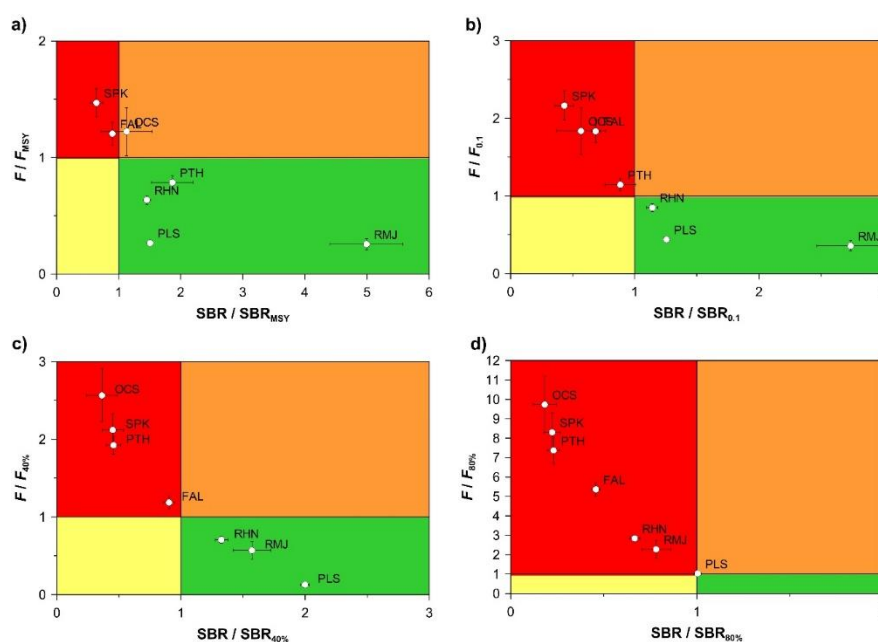 a)
2
F / FMSY
1
0
SPK
FAL
OCS
PTH
RHN
PLS
RMJ
0 1 2 3 4 5 6
SBR / SBRMSY
b)
3
2
F / F0.1
1
0
SPK
OCS
FAL
PTH
RHN
PLS
RMJ
0 1 2
SBR / SBR0.1
c)
3
2
F / F40%
1
0
OCS
SPK
PTH
FAL
RHN
RMJ
PLS
0 1 2 3
SBR / SBR40%
d)
12
11
10
9
8
7
F / F80%
6
5
4
3
2
1
0
OCS
SPK
PTH
FAL
RHN
RMJ
PLS
0 1
SBR / SBR80%